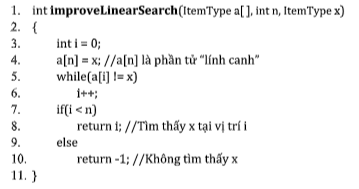 1. int improveLinearSearch(ItemType a[ ], int n, ItemType x)
2. {
3. int i = 0;
4. a[n] = x; //a[n] là phần tử "lính canh"
5. while(a[i] != x)
6. i++;
7. if(i < n)
8. return i; //Tìm thấy x tại vị trí i
9. else
10. return -1; //Không tìm thấy x
11. }